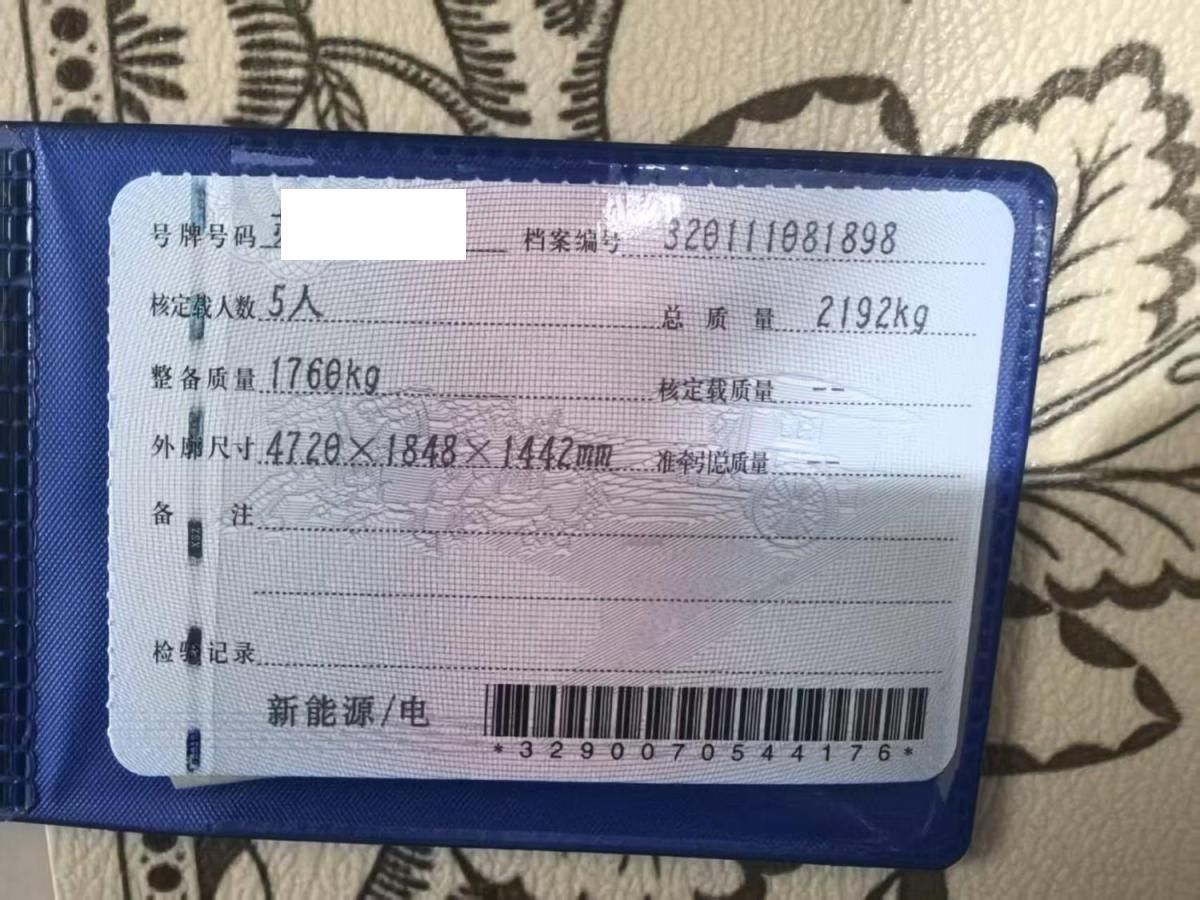 号牌号码 档案编号 320111081898
核定载人数 5人 总质量 2192kg
整备质量 1760kg 核定载质量 --
外廓尺寸 4720×1848×1442mm 准牵引总质量 --
备注
检验记录
新能源/电
*3290070544176*